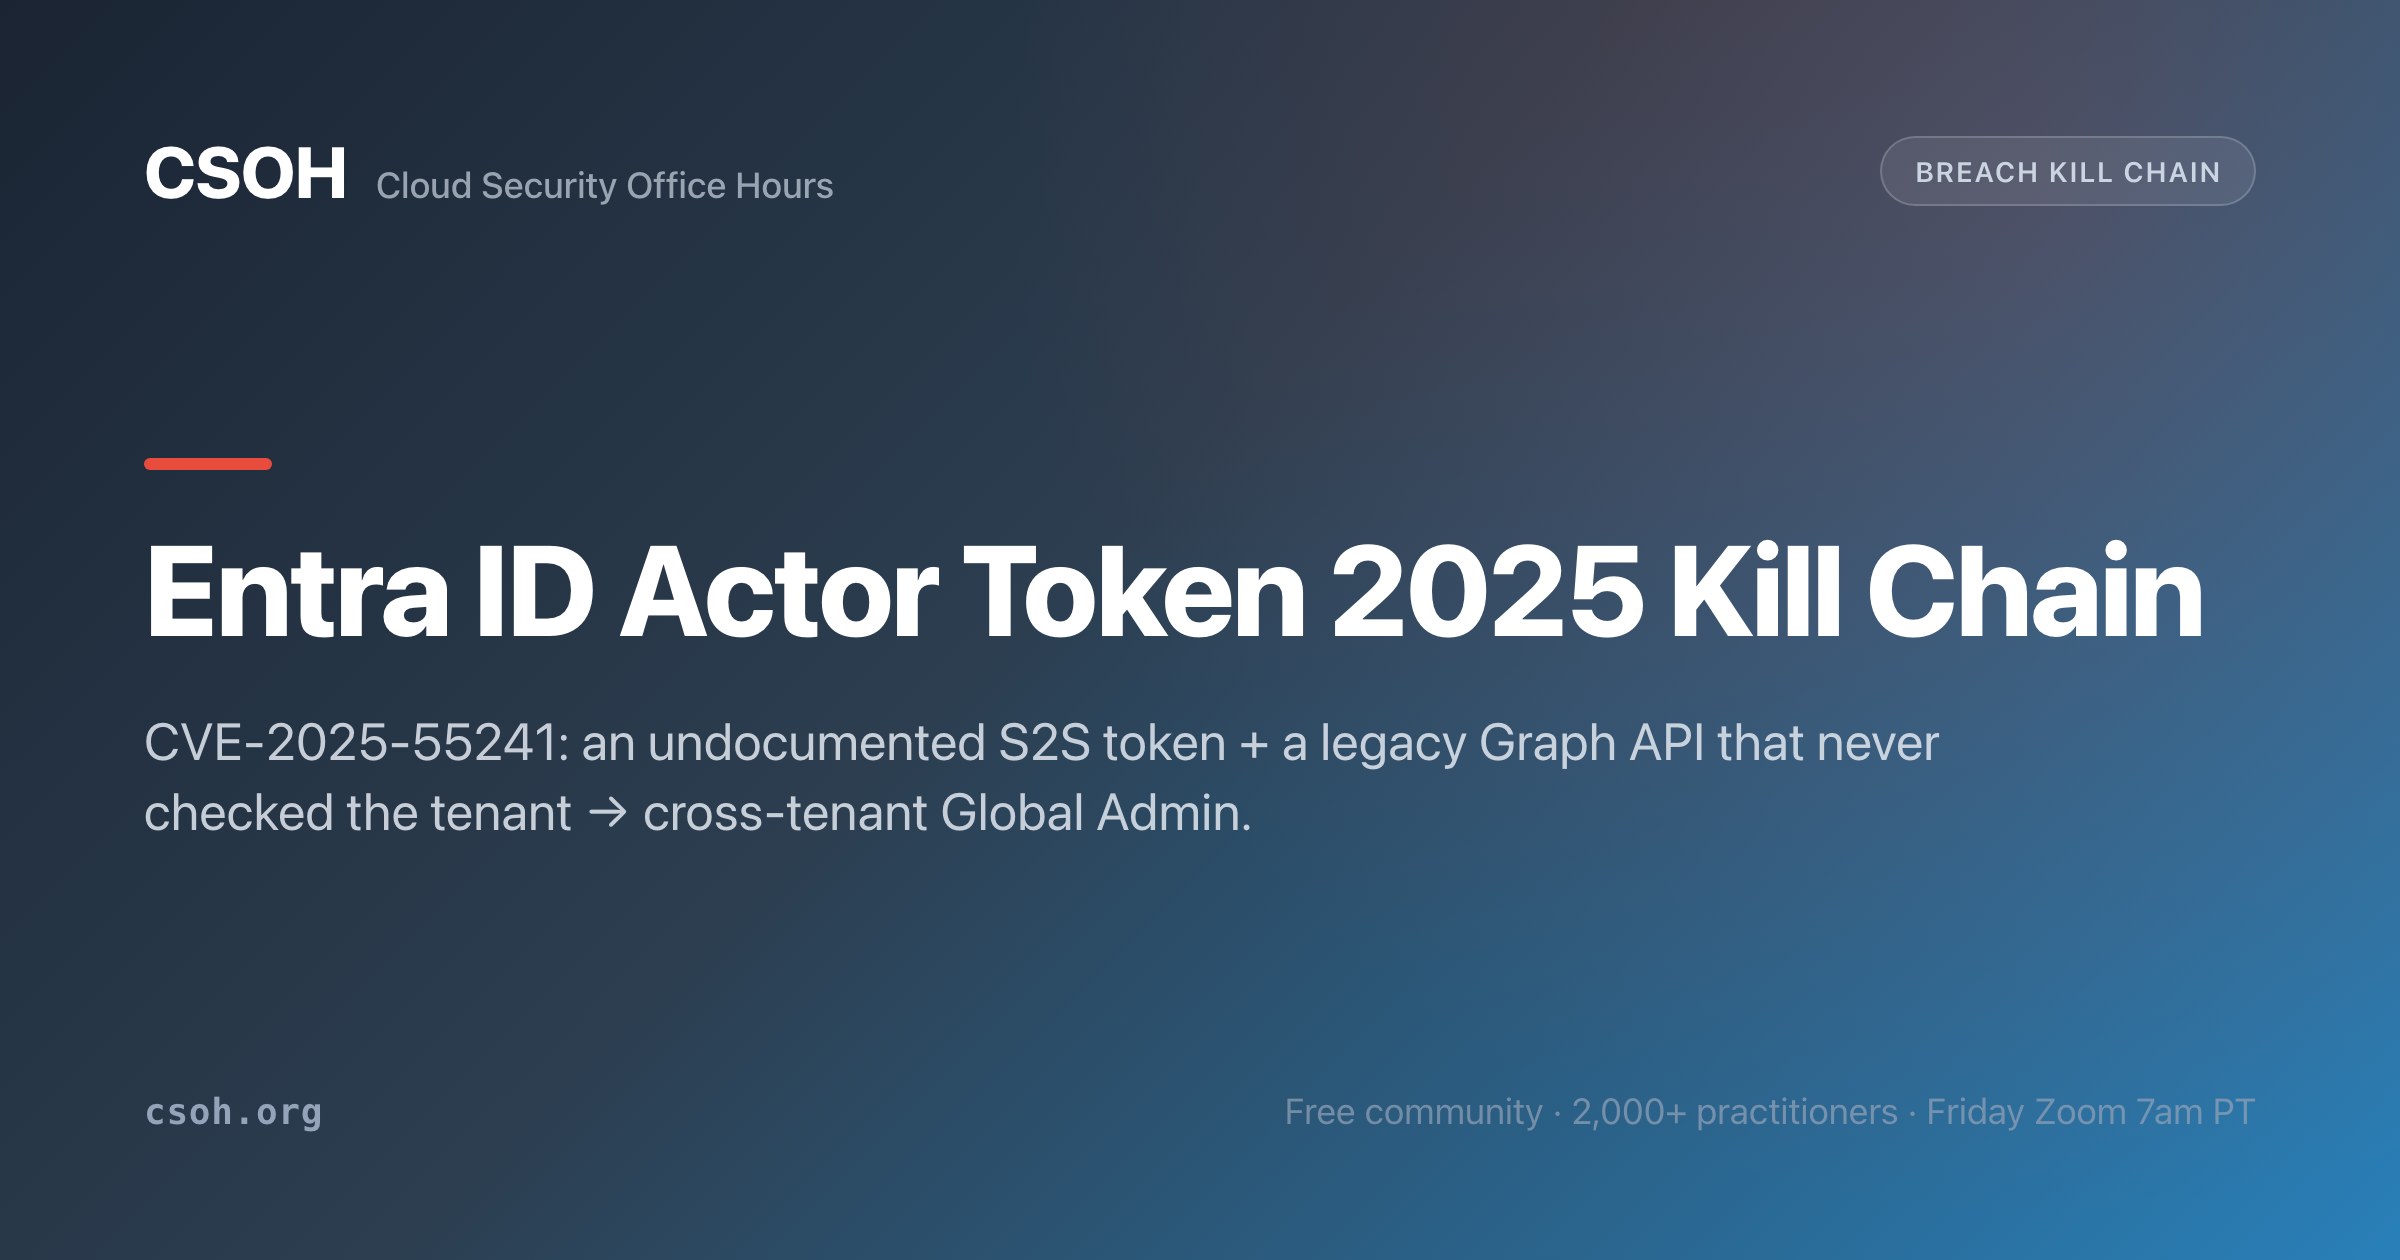 CSOH Cloud Security Office Hours
BREACH KILL CHAIN
Entra ID Actor Token 2025 Kill Chain
CVE-2025-55241: an undocumented S2S token + a legacy Graph API that never
checked the tenant → cross-tenant Global Admin.
csoh.org
Free community · 2,000+ practitioners · Friday Zoom 7am PT